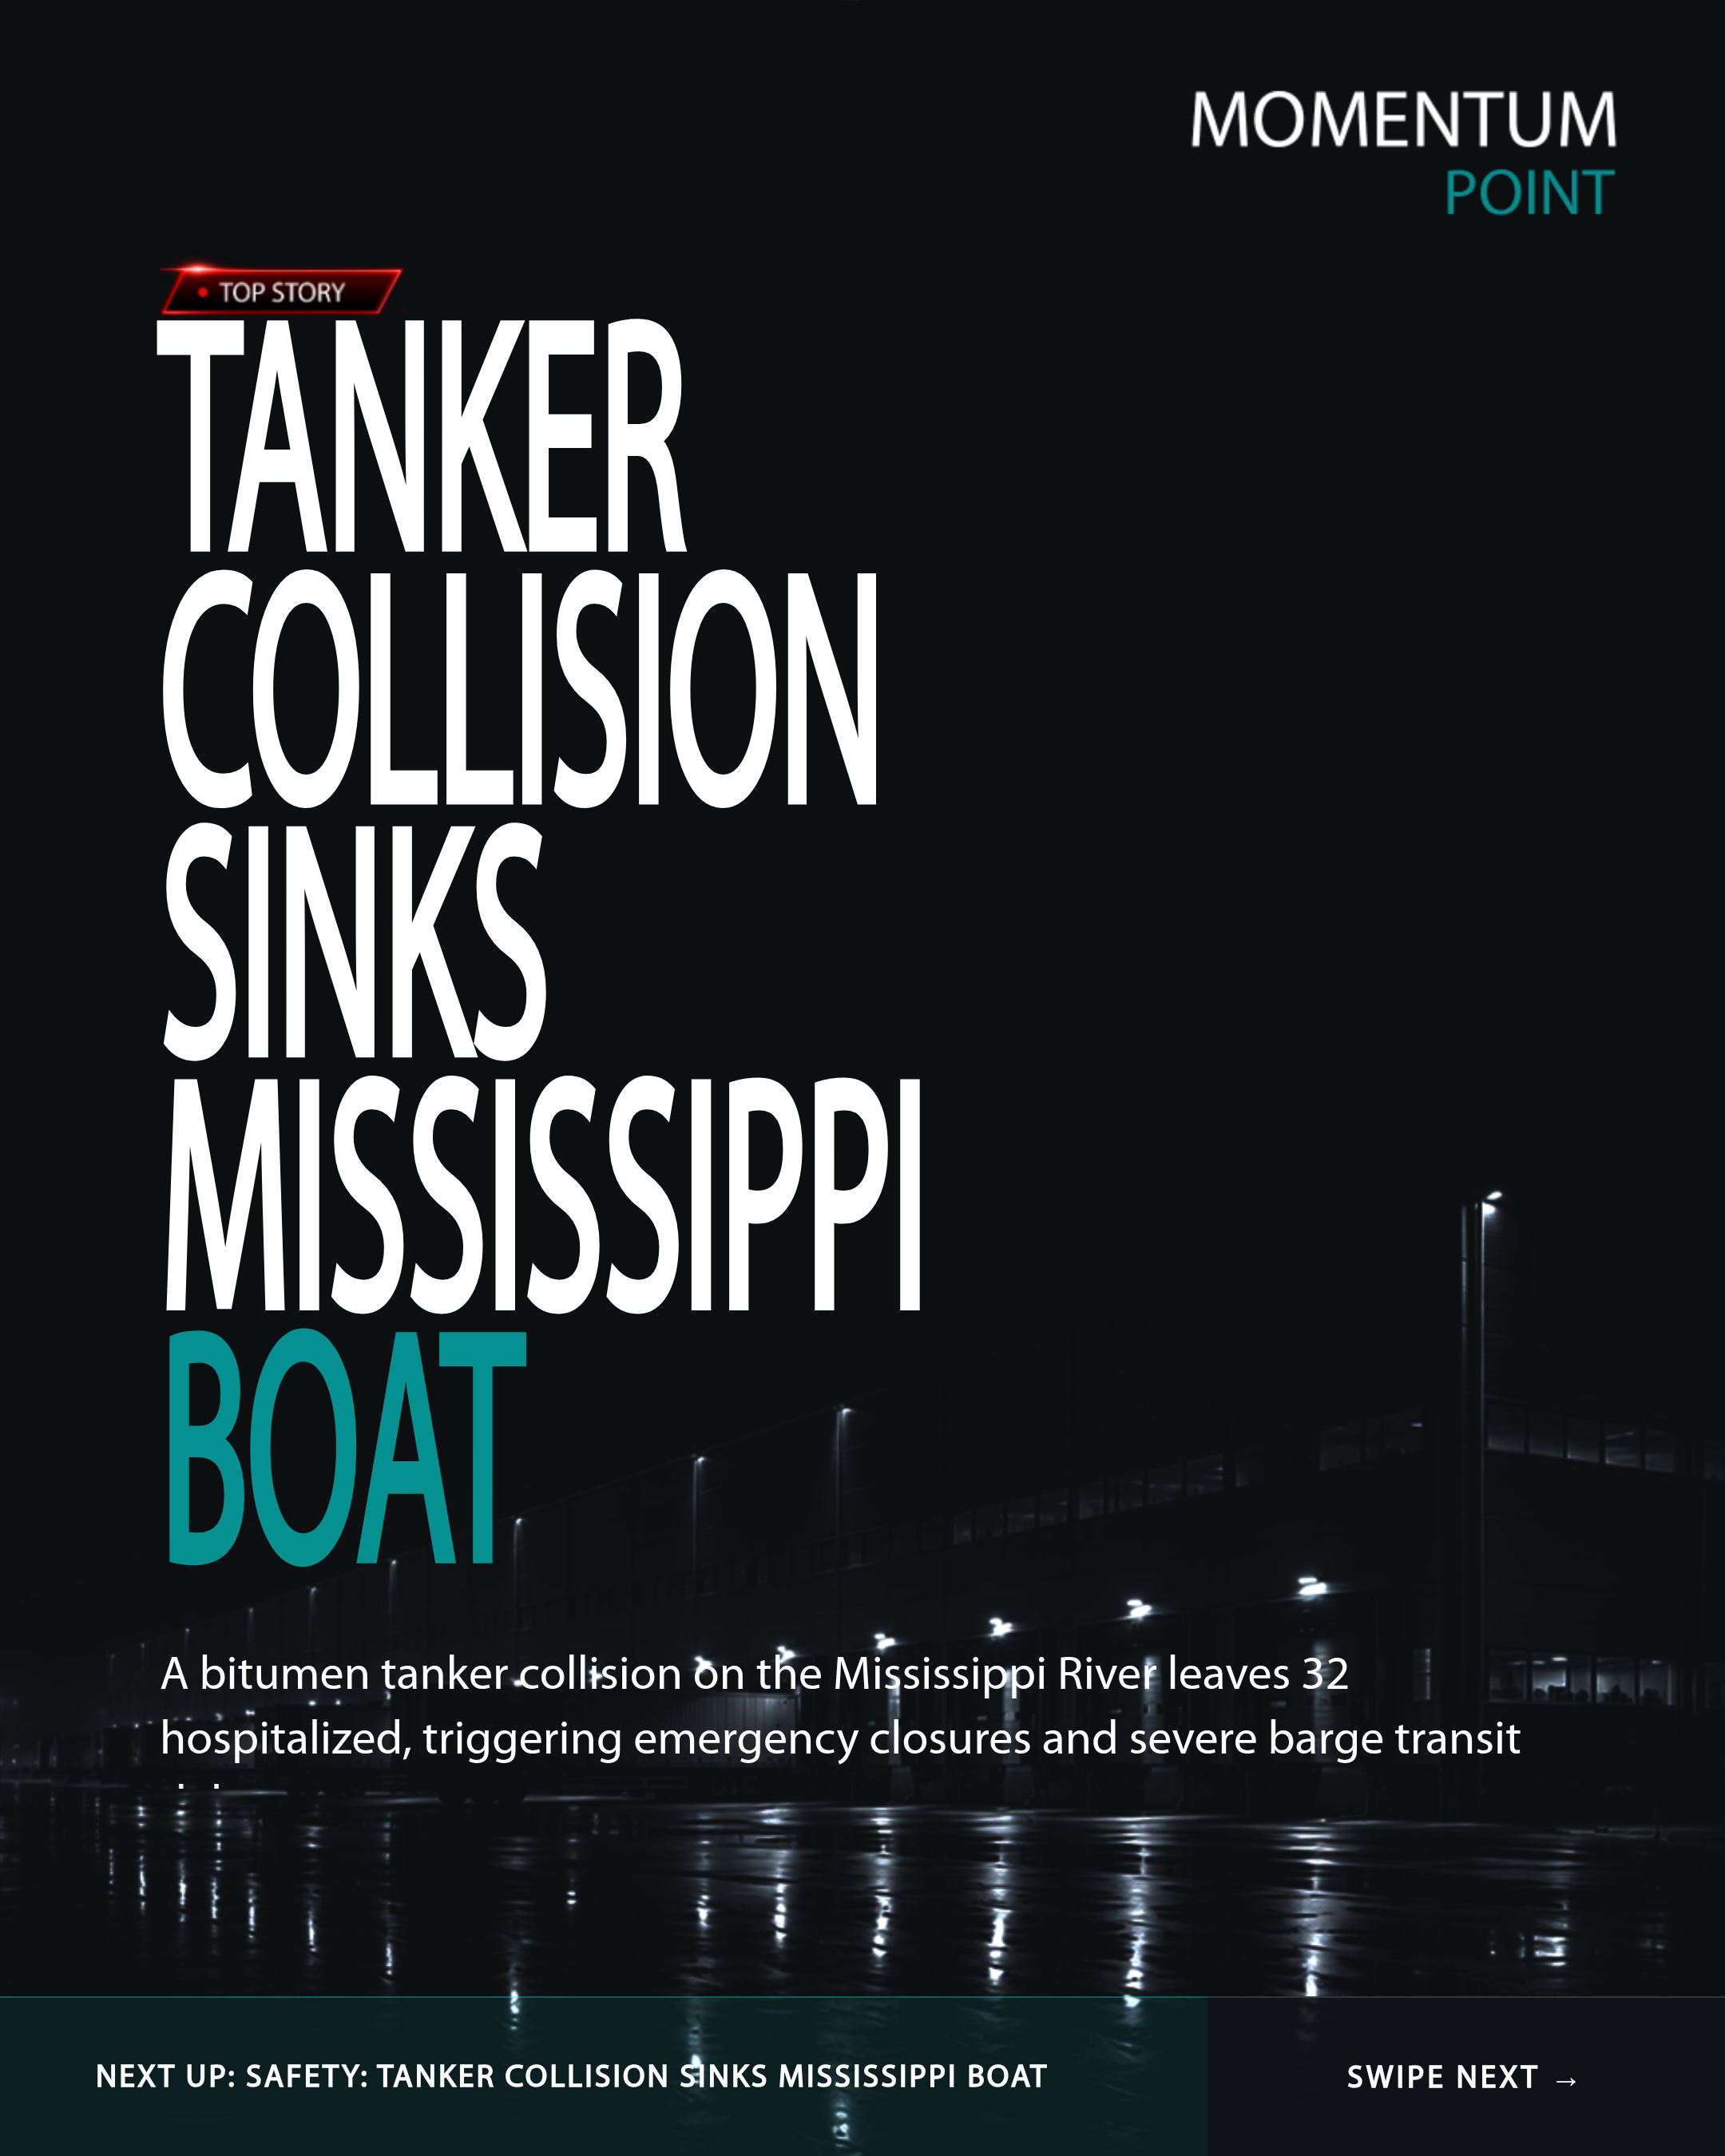 MOMENTUM
POINT
TOP STORY
TANKER
COLLISION
SINKS
MISSISSIPPI
BOAT
A bitumen tanker collision on the Mississippi River leaves 32
hospitalized, triggering emergency closures and severe barge transit
NEXT UP: SAFETY: TANKER COLLISION SINKS MISSISSIPPI BOAT
SWIPE NEXT →